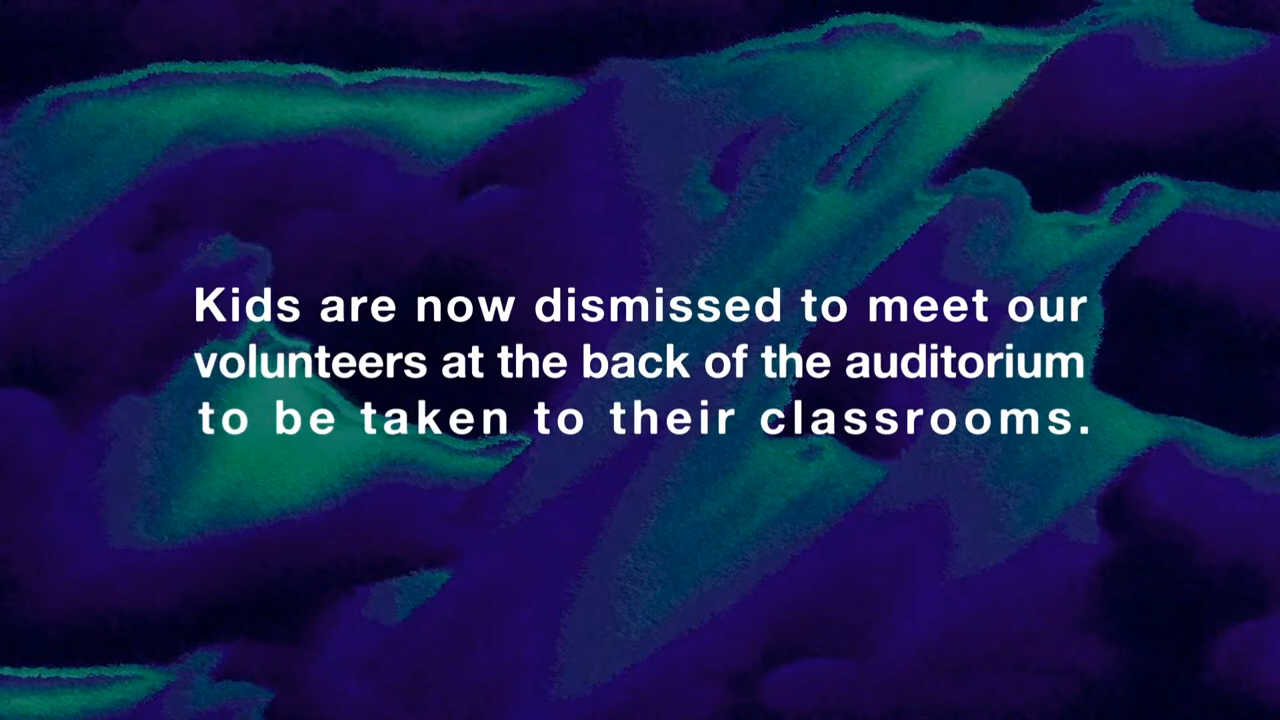 Kids are now dismissed to meet our
volunteers at the back of the auditorium
to be taken to their classrooms.